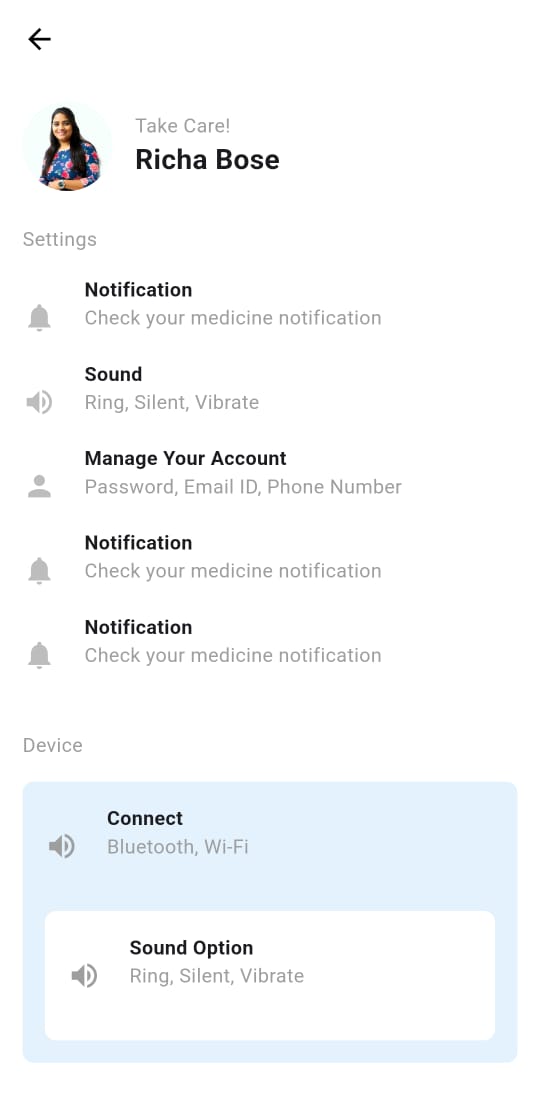 Take Care!
Richa Bose
Settings
Notification
Check your medicine notification
Sound
Ring, Silent, Vibrate
Manage Your Account
Password, Email ID, Phone Number
Notification
Check your medicine notification
Notification
Check your medicine notification
Device
Connect
Bluetooth, Wi-Fi
Sound Option
Ring, Silent, Vibrate